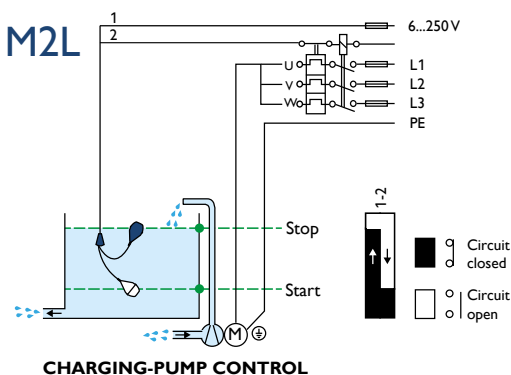 M2L
1
2
6...250 V
U
V
W
L1
L2
L3
PE
Stop
Start
M
1-2
Circuit
closed
Circuit
open
CHARGING-PUMP CONTROL